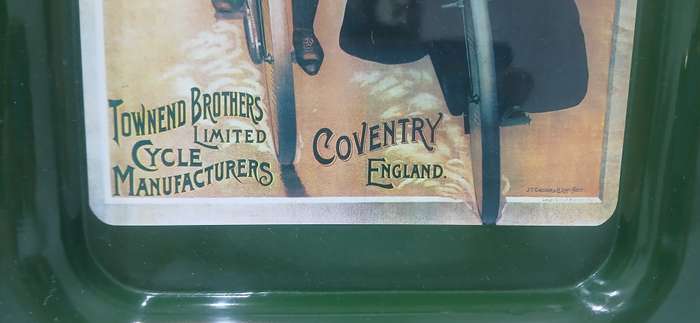 TOWNEND BROTHERS
LIMITED
CYCLE
MANUFACTURERS
COVENTRY
ENGLAND.